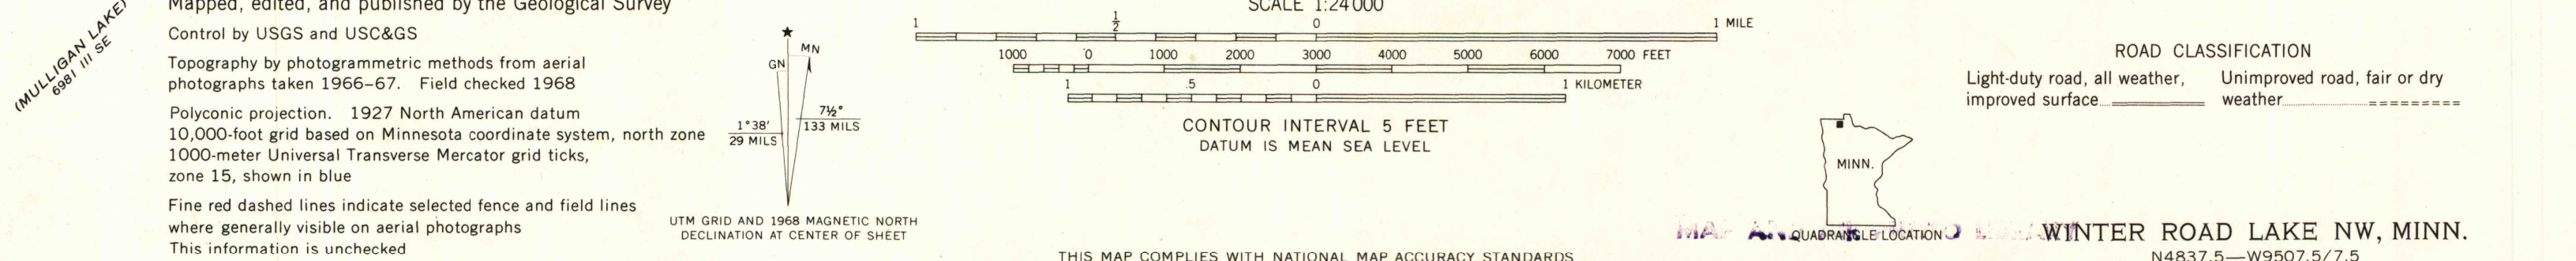 (MULLIGAN LAKE)
6981 III SE
Mapped, edited, and published by the Geological Survey
Control by USGS and USC&GS
Topography by photogrammetric methods from aerial
photographs taken 1966–67. Field checked 1968
Polyconic projection. 1927 North American datum
10,000-foot grid based on Minnesota coordinate system, north zone
1000-meter Universal Transverse Mercator grid ticks,
zone 15, shown in blue
Fine red dashed lines indicate selected fence and field lines
where generally visible on aerial photographs
This information is unchecked
★
MN
GN
1°38′
29 MILS
7½°
133 MILS
UTM GRID AND 1968 MAGNETIC NORTH
DECLINATION AT CENTER OF SHEET
SCALE 1:24 000
1 ½ 0 1 MILE
1000 0 1000 2000 3000 4000 5000 6000 7000 FEET
1 .5 0 1 KILOMETER
CONTOUR INTERVAL 5 FEET
DATUM IS MEAN SEA LEVEL
THIS MAP COMPLIES WITH NATIONAL MAP ACCURACY STANDARDS
MINN.
QUADRANGLE LOCATION
ROAD CLASSIFICATION
Light-duty road, all weather,
improved surface
Unimproved road, fair or dry
weather
WINTER ROAD LAKE NW, MINN.
N4837.5—W9507.5/7.5